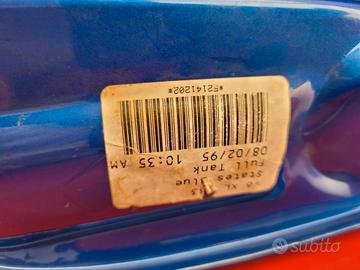 *F2141202*
States Blue
Full Tank
08/02/95 10:35 AM
subito